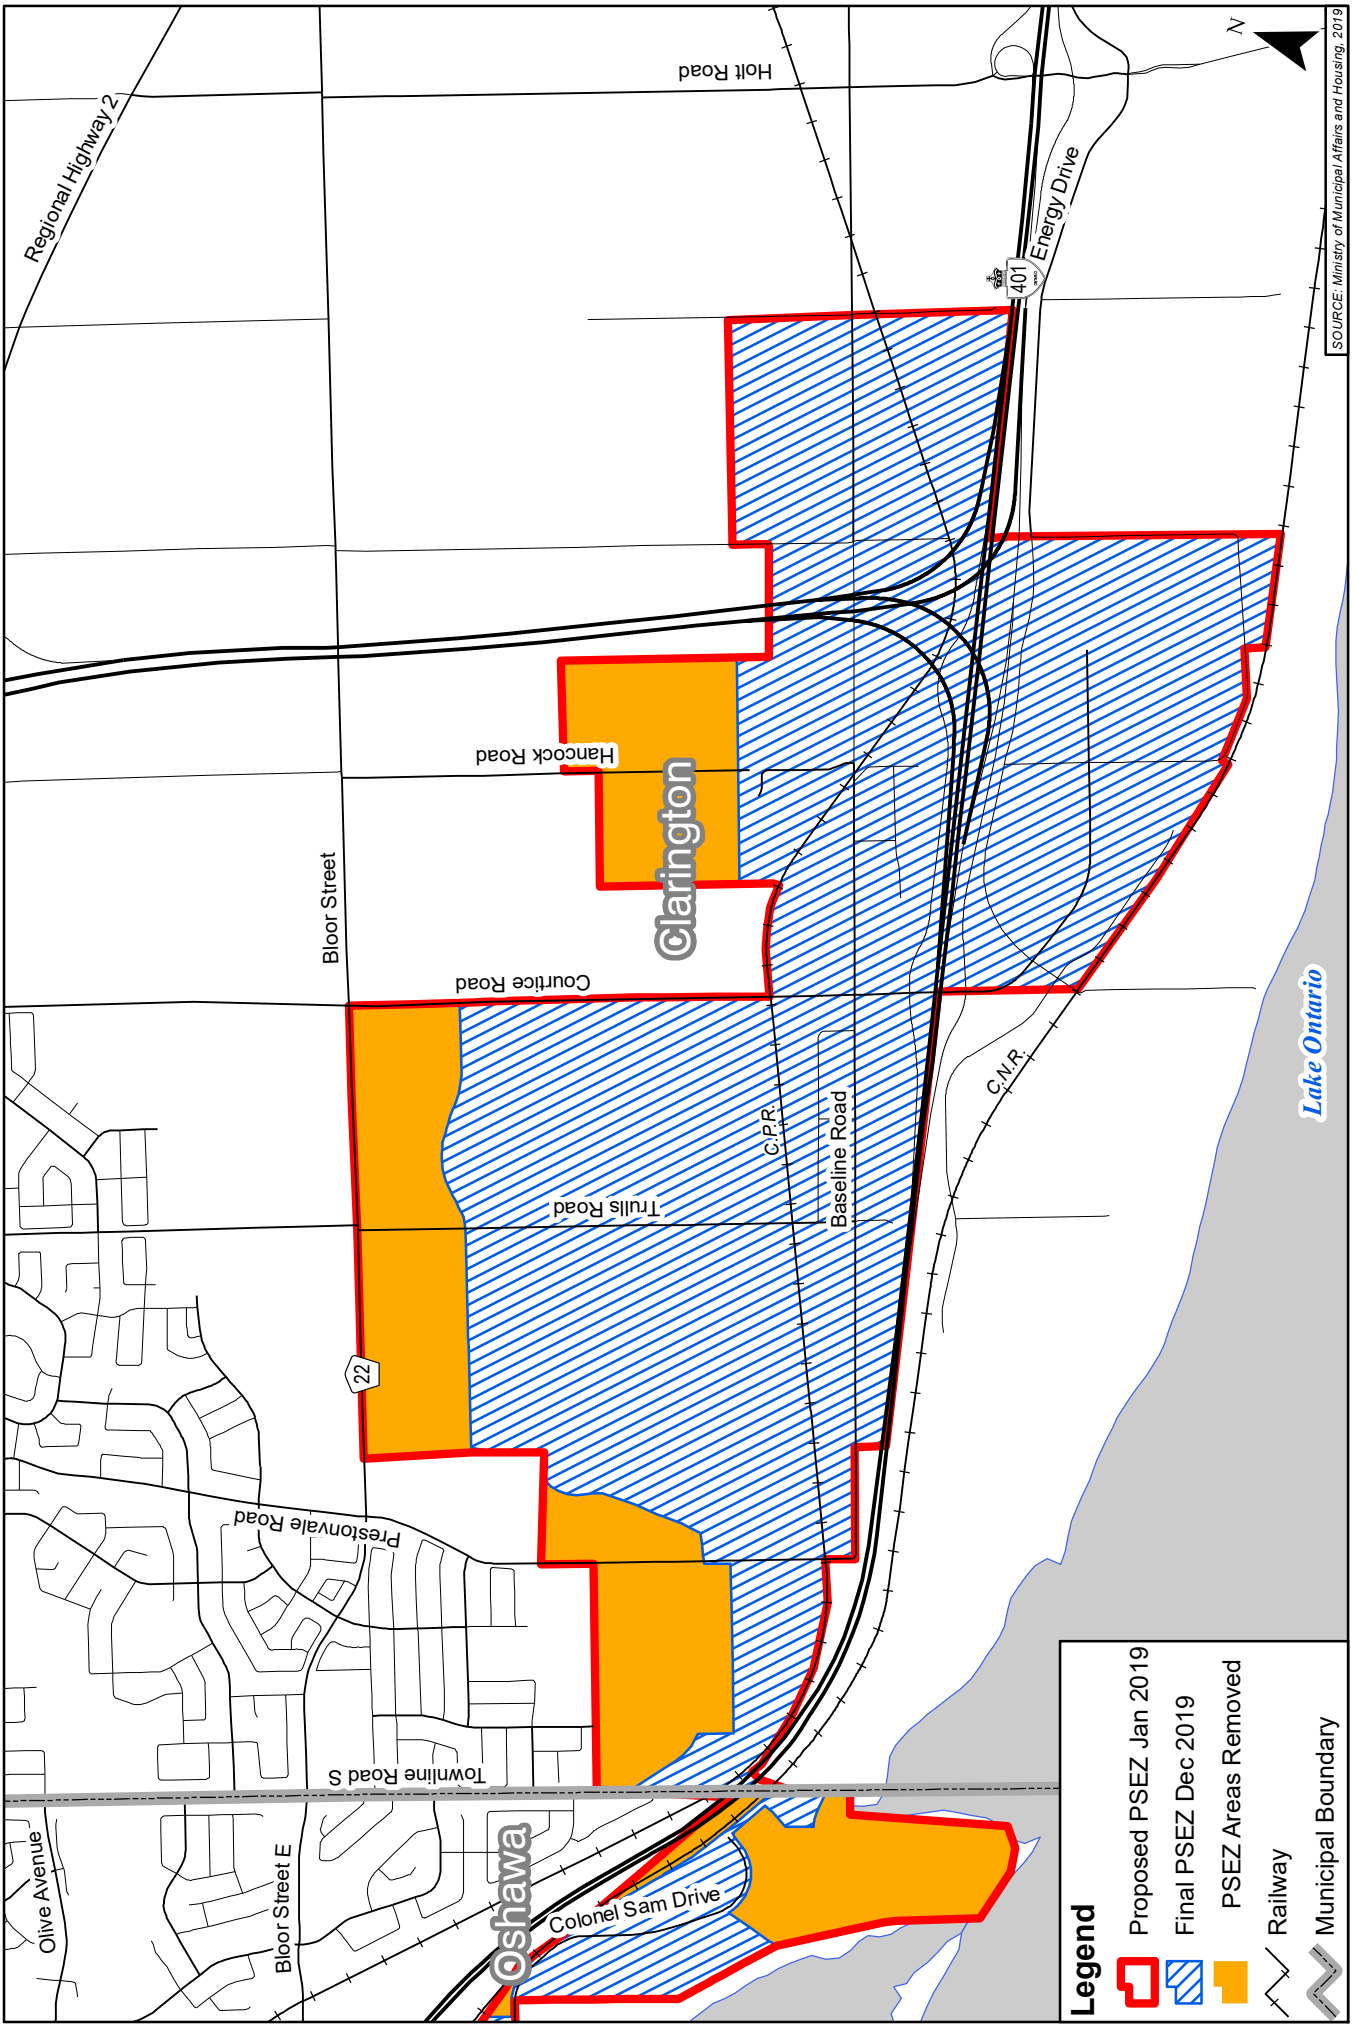 Regional Highway 2
Holt Road
N
SOURCE: Ministry of Municipal Affairs and Housing, 2019
Energy Drive
401
ONTARIO
Hancock Road
Clarington
Bloor Street
Courtice Road
Lake Ontario
C.N.R.
C.P.R.
Baseline Road
Trulls Road
22
Prestonvale Road
Townline Road S
Olive Avenue
Bloor Street E
Oshawa
Colonel Sam Drive
Legend
Proposed PSEZ Jan 2019
Final PSEZ Dec 2019
PSEZ Areas Removed
Railway
Municipal Boundary